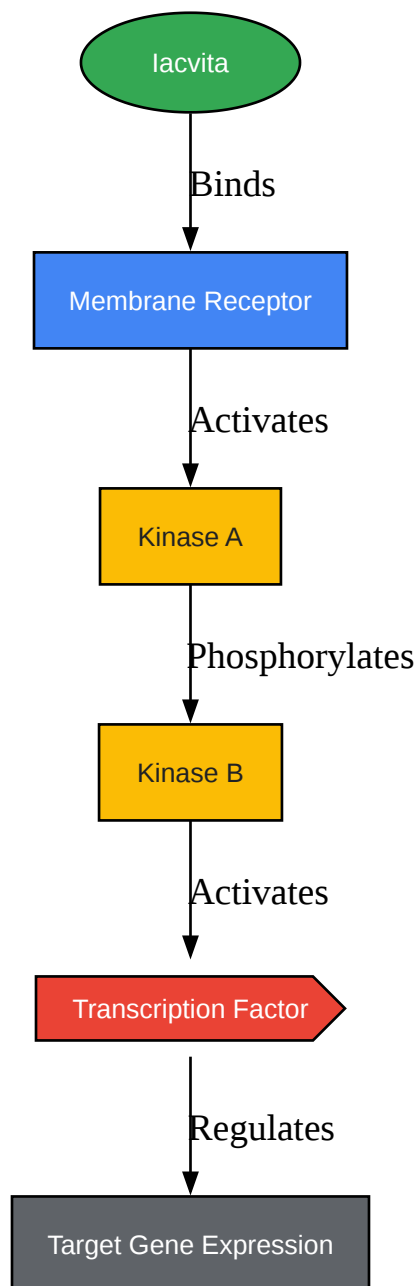 Iacvita
Binds
Membrane Receptor
Activates
Kinase A
Phosphorylates
Kinase B
Activates
Transcription Factor
Regulates
Target Gene Expression